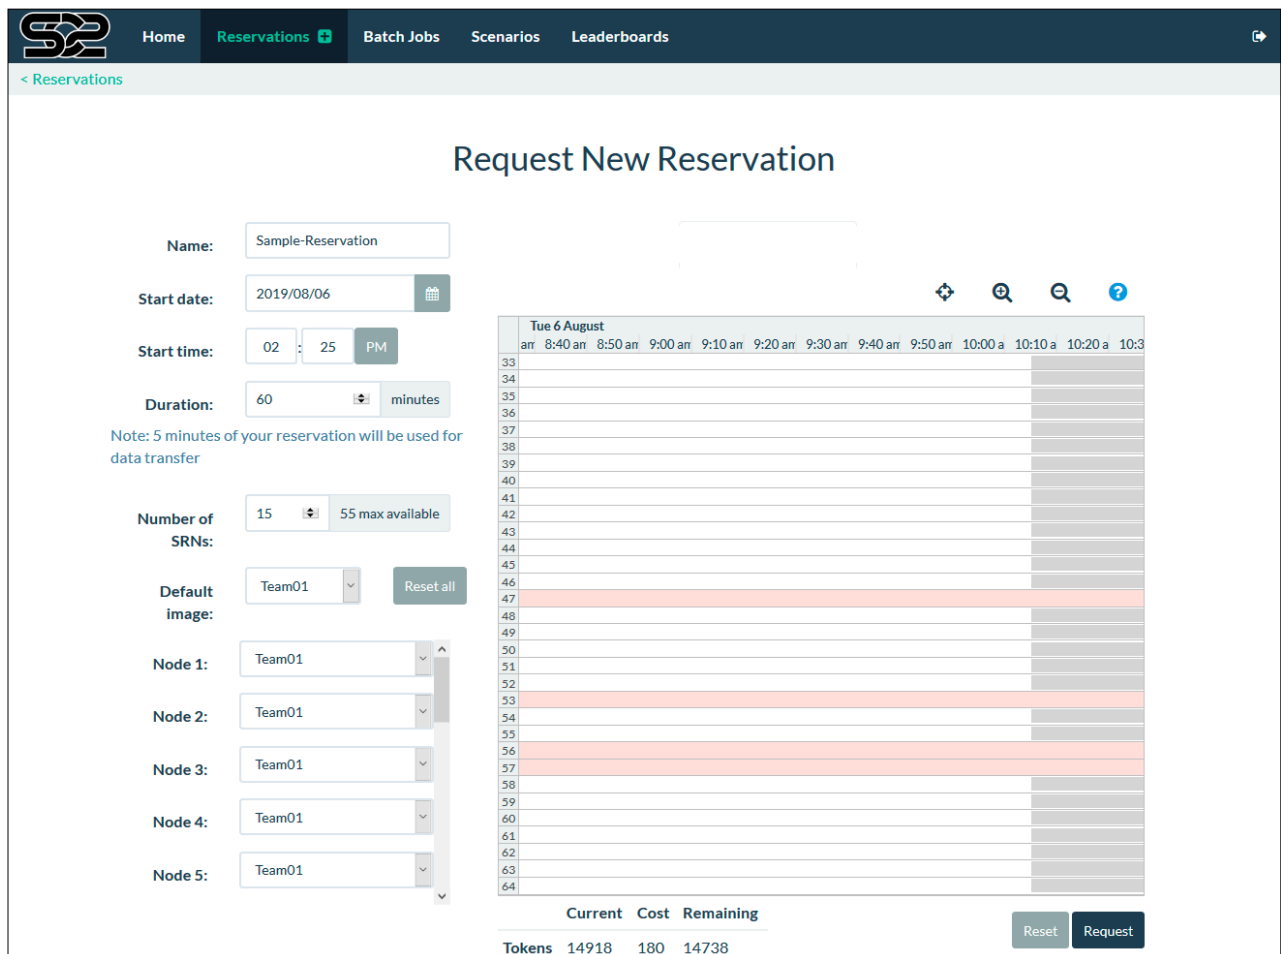 SC2 Home Reservations Batch Jobs Scenarios Leaderboards
< Reservations
Request New Reservation
Name: Sample-Reservation
Start date: 2019/08/06
Start time: 02 : 25 PM
Duration: 60 minutes
Note: 5 minutes of your reservation will be used for
data transfer
Number of
SRNs: 15 55 max available
Default
image: Team01 Reset all
Node 1: Team01
Node 2: Team01
Node 3: Team01
Node 4: Team01
Node 5: Team01
Tue 6 August
am 8:40 am 8:50 am 9:00 am 9:10 am 9:20 am 9:30 am 9:40 am 9:50 am 10:00 a 10:10 a 10:20 a 10:3
33
34
35
36
37
38
39
40
41
42
43
44
45
46
47
48
49
50
51
52
53
54
55
56
57
58
59
60
61
62
63
64
Current Cost Remaining
Tokens 14918 180 14738
Reset Request